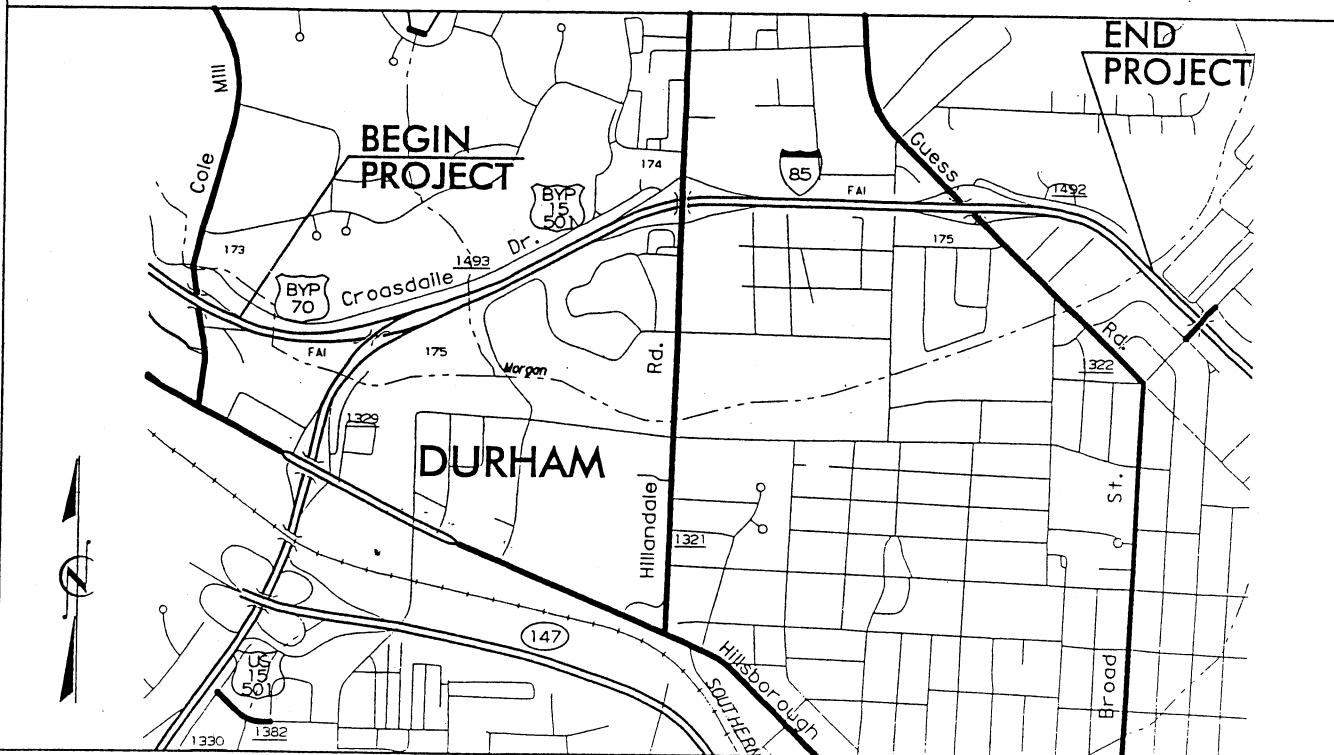 END
PROJECT
Mill
Cole
BEGIN
PROJECT
Guess
174
85
FAI
1492
BYP
15
501
173
175
1493
Dr.
Croasdaile
BYP
70
FAI
175
Morgan
Rd.
Rd.
1322
1329
DURHAM
Hillandale
St.
1321
N
147
Hillsborough
US
15
501
SOUTHERN
Broad
1330
1382